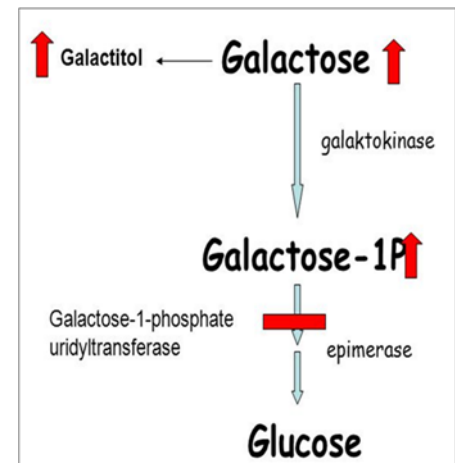 Galactitol
Galactose
galaktokinase
Galactose-1P
Galactose-1-phosphate
uridyltransferase
epimerase
Glucose